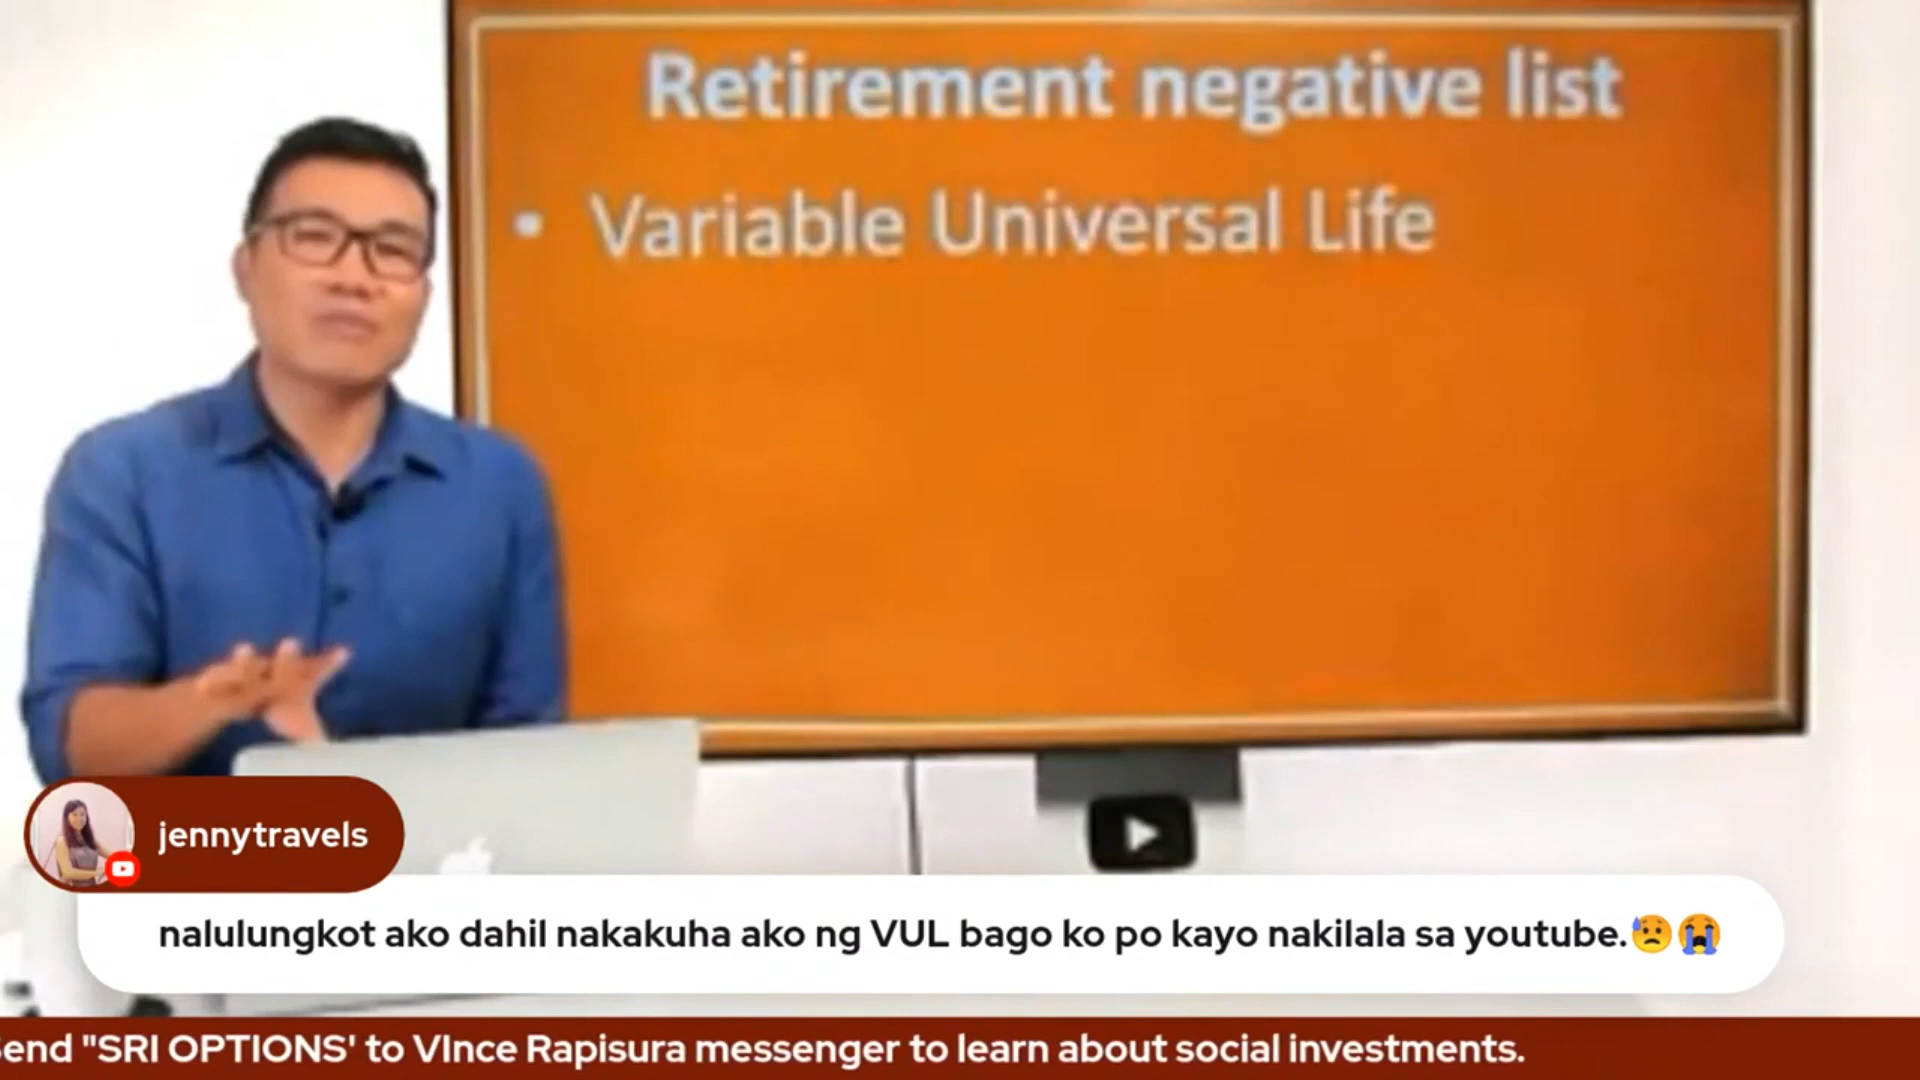 Retirement negative list
• Variable Universal Life
jennytravels
nalulungkot ako dahil nakakuha ako ng VUL bago ko po kayo nakilala sa youtube.😥😭
"SRI OPTIONS' to VInce Rapisura messenger to learn about social investments.